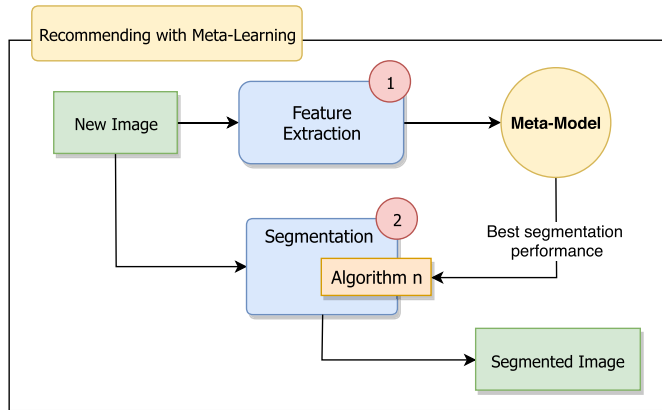 Recommending with Meta-Learning
1
New Image
Feature
Extraction
Meta-Model
2
Segmentation
Best segmentation
performance
Algorithm n
Segmented Image